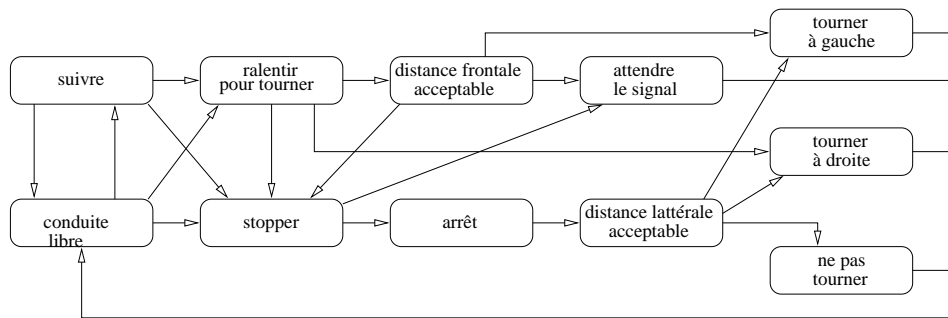 tourner
à gauche
suivre
ralentir
pour tourner
distance frontale
acceptable
attendre
le signal
tourner
à droite
conduite
libre
stopper
arrêt
distance lattérale
acceptable
ne pas
tourner